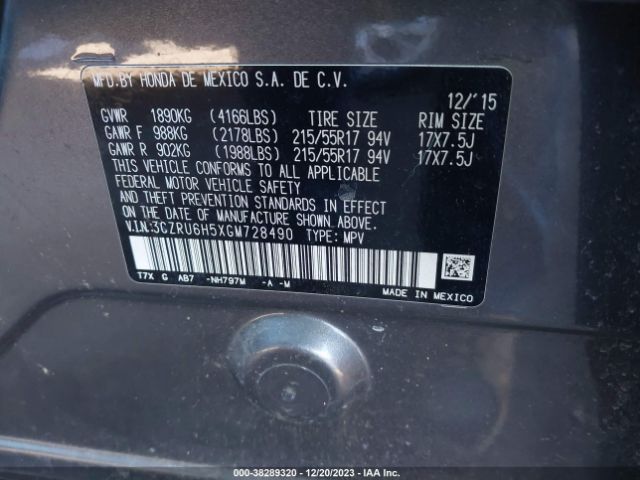 MFD.BY HONDA DE MEXICO S.A. DE C.V.
12/'15
GVWR 1890KG (4166LBS) TIRE SIZE RIM SIZE
GAWR F 988KG (2178LBS) 215/55R17 94V 17X7.5J
GAWR R 902KG (1988LBS) 215/55R17 94V 17X7.5J
THIS VEHICLE CONFORMS TO ALL APPLICABLE
FEDERAL MOTOR VEHICLE SAFETY
AND THEFT PREVENTION STANDARDS IN EFFECT
ON THE DATE OF MANUFACTURE SHOWN ABOVE.
V.I.N.:3CZRU6H5XGM728490 TYPE: MPV
T7X G AB7 -NH797M -A -M
MADE IN MEXICO
000-38289320 - 12/20/2023 - IAA Inc.